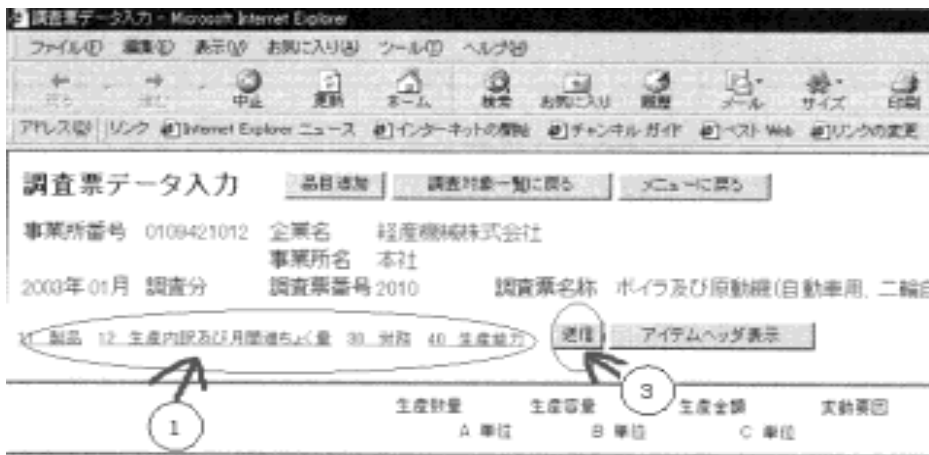 調査票データ入力 - Microsoft Internet Explorer
ファイル(F) 編集(E) 表示(V) お気に入り(A) ツール(T) ヘルプ(H)
戻る 進む 中止 更新 ホーム 検索 お気に入り 履歴 メール サイズ 印刷
アドレス(D) リンク Internet Explorer ニュース インターネットの開始 チャンネル ガイド ベスト Web リンクの変更
調査票データ入力 品目追加 調査対象一覧に戻る メニューに戻る
事業所番号 0109421012 企業名 経産機械株式会社
事業所名 本社
2003年01月 調査分 調査票番号 2010 調査票名称 ボイラ及び原動機(自動車用、二輪自
11 製品 12 生産内訳及び月間進ちょく量 30 労務 40 生産能力 送信 アイテムヘッダ表示
1
3
生産数量 生産容量 生産金額 変動要因
A 単位 B 単位 C 単位